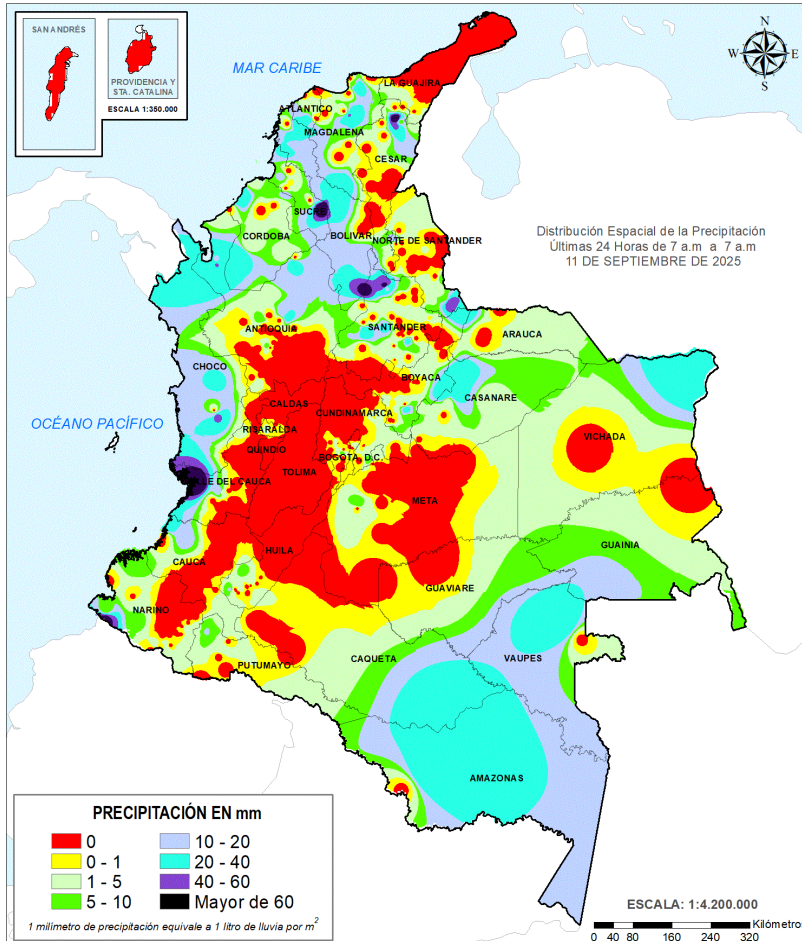 SAN ANDRÉS
PROVIDENCIA Y
STA. CATALINA
ESCALA 1:350.000
MAR CARIBE
N
W
E
S
LA GUAJIRA
ATLANTICO
MAGDALENA
CESAR
SUCRE
CORDOBA
BOLIVAR
NORTE DE SANTANDER
Distribución Espacial de la Precipitación
Últimas 24 Horas de 7 a.m a 7 a.m
11 DE SEPTIEMBRE DE 2025
ANTIOQUIA
SANTANDER
ARAUCA
CHOCO
BOYACA
CASANARE
OCÉANO PACÍFICO
CALDAS
CUNDINAMARCA
RISARALDA
VICHADA
QUINDIO
BOGOTA, D.C.
TOLIMA
VALLE DEL CAUCA
META
GUAINIA
HUILA
CAUCA
GUAVIARE
NARIÑO
CAQUETA
VAUPES
PUTUMAYO
AMAZONAS
PRECIPITACIÓN EN mm
0
0 - 1
1 - 5
5 - 10
10 - 20
20 - 40
40 - 60
Mayor de 60
1 milímetro de precipitación equivale a 1 litro de lluvia por m²
ESCALA: 1:4.200.000
Kilómetro
0 40 80 160 240 320